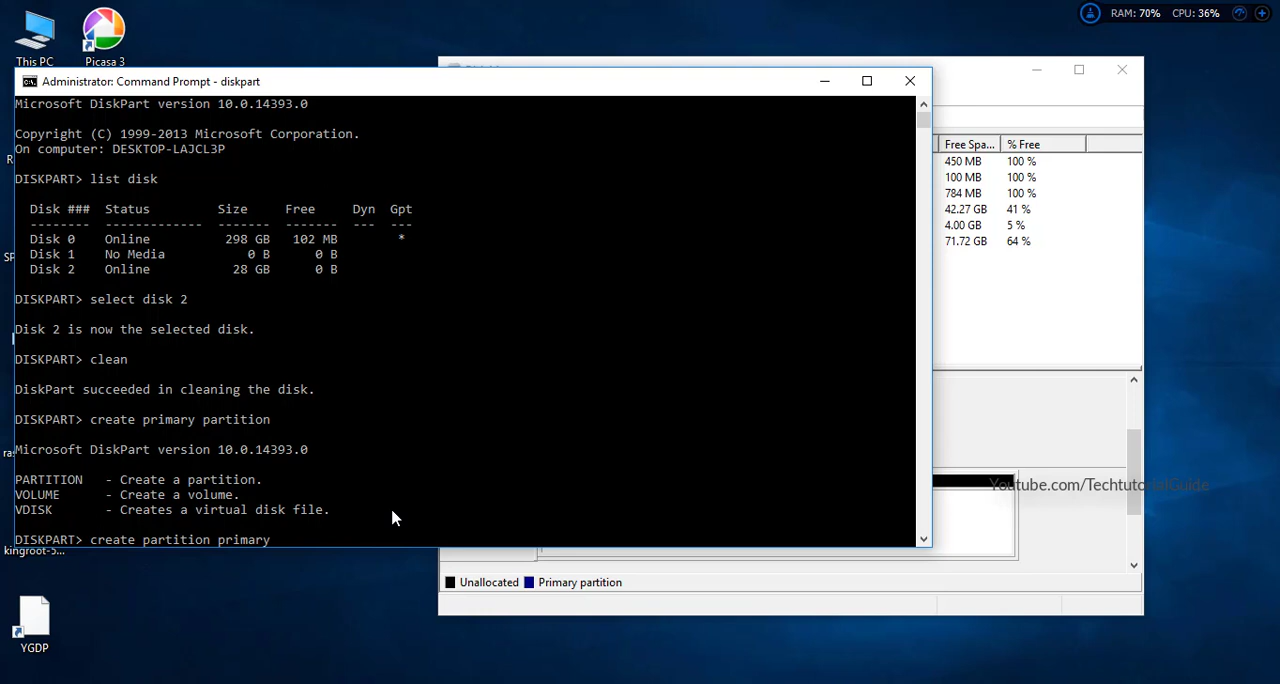 RAM: 70% CPU: 36%
This PC
Picasa 3
Administrator: Command Prompt - diskpart
Microsoft DiskPart version 10.0.14393.0
Copyright (C) 1999-2013 Microsoft Corporation.
On computer: DESKTOP-LAJCL3P
DISKPART> list disk
Disk ### Status Size Free Dyn Gpt
-------- ------------- ------- ------- --- ---
Disk 0 Online 298 GB 102 MB *
Disk 1 No Media 0 B 0 B
Disk 2 Online 28 GB 0 B
DISKPART> select disk 2
Disk 2 is now the selected disk.
DISKPART> clean
DiskPart succeeded in cleaning the disk.
DISKPART> create primary partition
Microsoft DiskPart version 10.0.14393.0
PARTITION - Create a partition.
VOLUME - Create a volume.
VDISK - Creates a virtual disk file.
DISKPART> create partition primary
Free Spa... % Free
450 MB 100 %
100 MB 100 %
784 MB 100 %
42.27 GB 41 %
4.00 GB 5 %
71.72 GB 64 %
Youtube.com/TechtutorialGuide
Unallocated Primary partition
kingroot-5...
YGDP